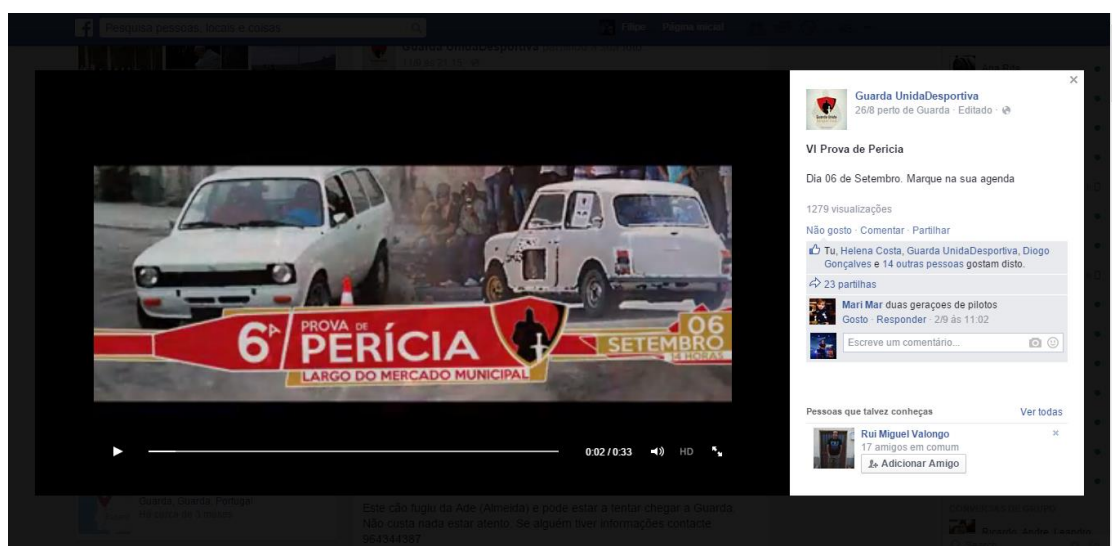 Pesquisa pessoas, locais e coisas
Filipe Página inicial
Guarda UnidaDesportiva
6ª PROVA DE PERÍCIA
LARGO DO MERCADO MUNICIPAL
06
SETEMBRO
14 HORAS
0:02 / 0:33 HD
Guarda UnidaDesportiva
26/8 perto de Guarda · Editado ·
VI Prova de Pericia
Dia 06 de Setembro. Marque na sua agenda
1279 visualizações
Não gosto · Comentar · Partilhar
Tu, Helena Costa, Guarda UnidaDesportiva, Diogo
Gonçalves e 14 outras pessoas gostam disto.
23 partilhas
Mari Mar duas geraçoes de pilotos
Gosto · Responder · 2/9 às 11:02
Escreve um comentário...
Pessoas que talvez conheças Ver todas
Rui Miguel Valongo
17 amigos em comum
Adicionar Amigo
Guarda, Guarda, Portugal
Este cão fugiu da Ade (Almeida) e pode estar a tentar chegar a Guarda.
Não custa nada estar atento. Se alguém tiver informações contacte
964344387